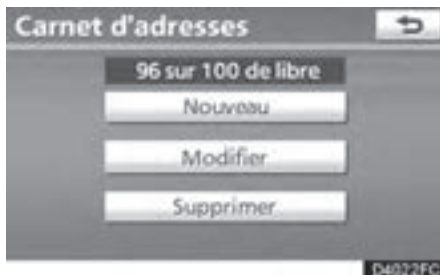 Carnet d'adresses
96 sur 100 de libre
Nouveau
Modifier
Supprimer
D4022FC